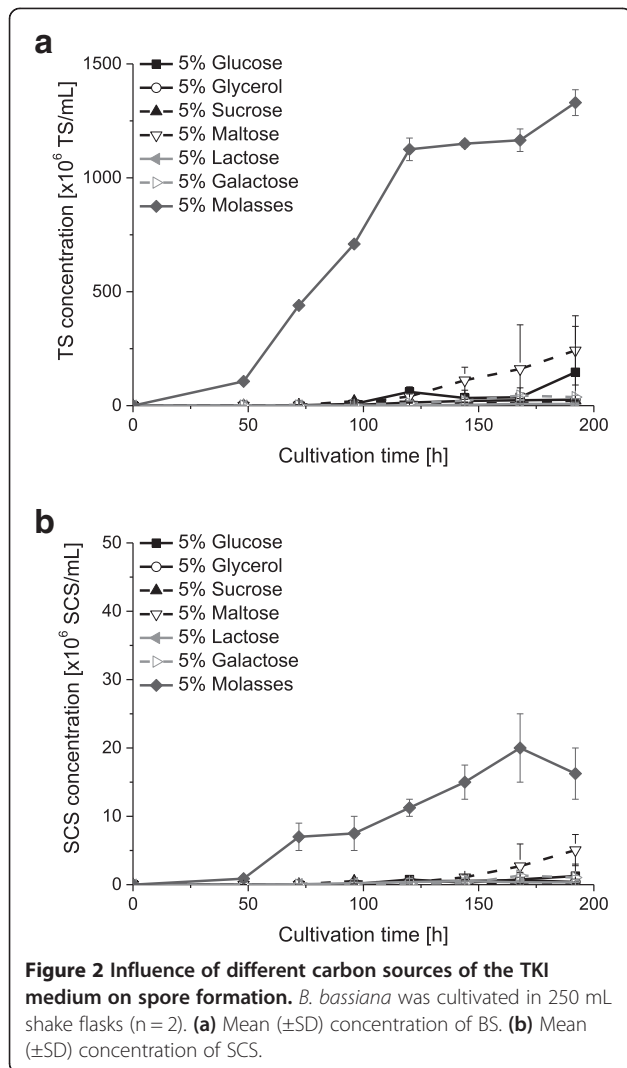 a
1500
1000
500
0
TS concentration [x10⁶ TS/mL]
5% Glucose
5% Glycerol
5% Sucrose
5% Maltose
5% Lactose
5% Galactose
5% Molasses
0 50 100 150 200
Cultivation time [h]
b
50
40
30
20
10
0
SCS concentration [x10⁶ SCS/mL]
5% Glucose
5% Glycerol
5% Sucrose
5% Maltose
5% Lactose
5% Galactose
5% Molasses
0 50 100 150 200
Cultivation time [h]
Figure 2 Influence of different carbon sources of the TKI
medium on spore formation. B. bassiana was cultivated in 250 mL
shake flasks (n = 2). (a) Mean (±SD) concentration of BS. (b) Mean
(±SD) concentration of SCS.